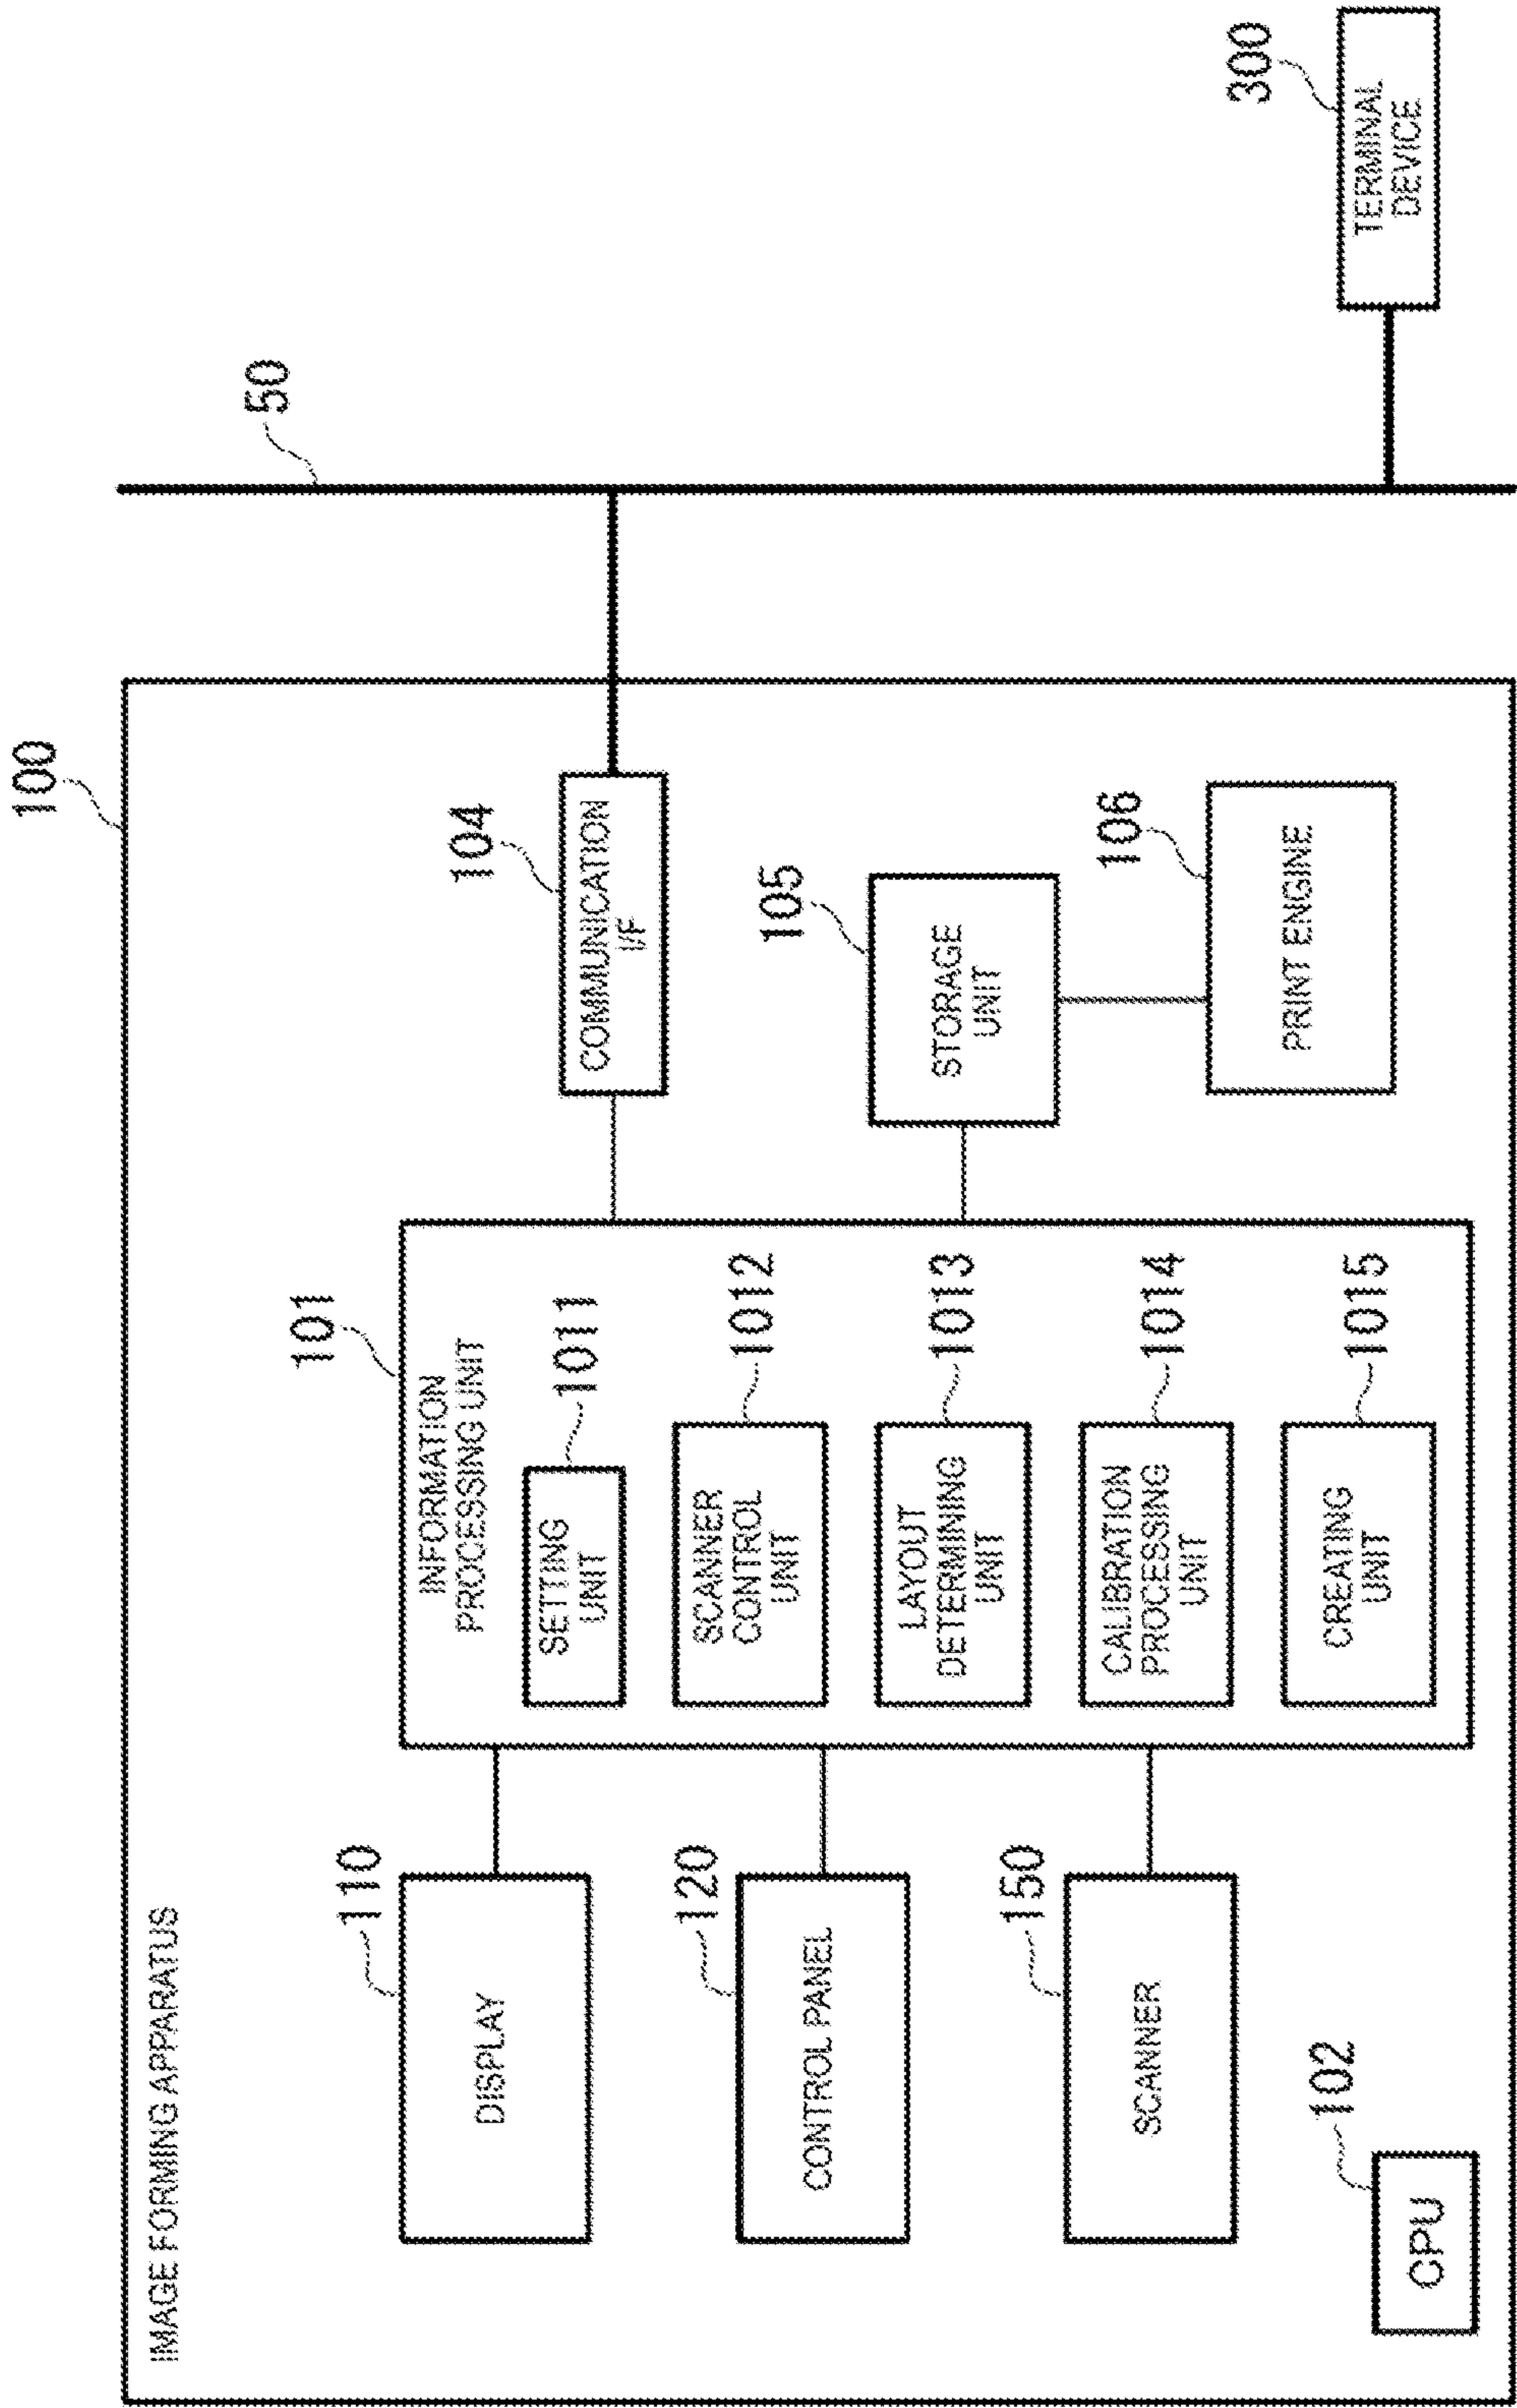 100
IMAGE FORMING APPARATUS
50
110
DISPLAY
101
INFORMATION
PROCESSING UNIT
1011
SETTING
UNIT
104
COMMUNICATION
I/F
120
CONTROL PANEL
1012
SCANNER
CONTROL
UNIT
105
STORAGE
UNIT
1013
LAYOUT
DETERMINING
UNIT
150
SCANNER
1014
CALIBRATION
PROCESSING
UNIT
106
PRINT ENGINE
102
CPU
1015
CREATING
UNIT
300
TERMINAL
DEVICE